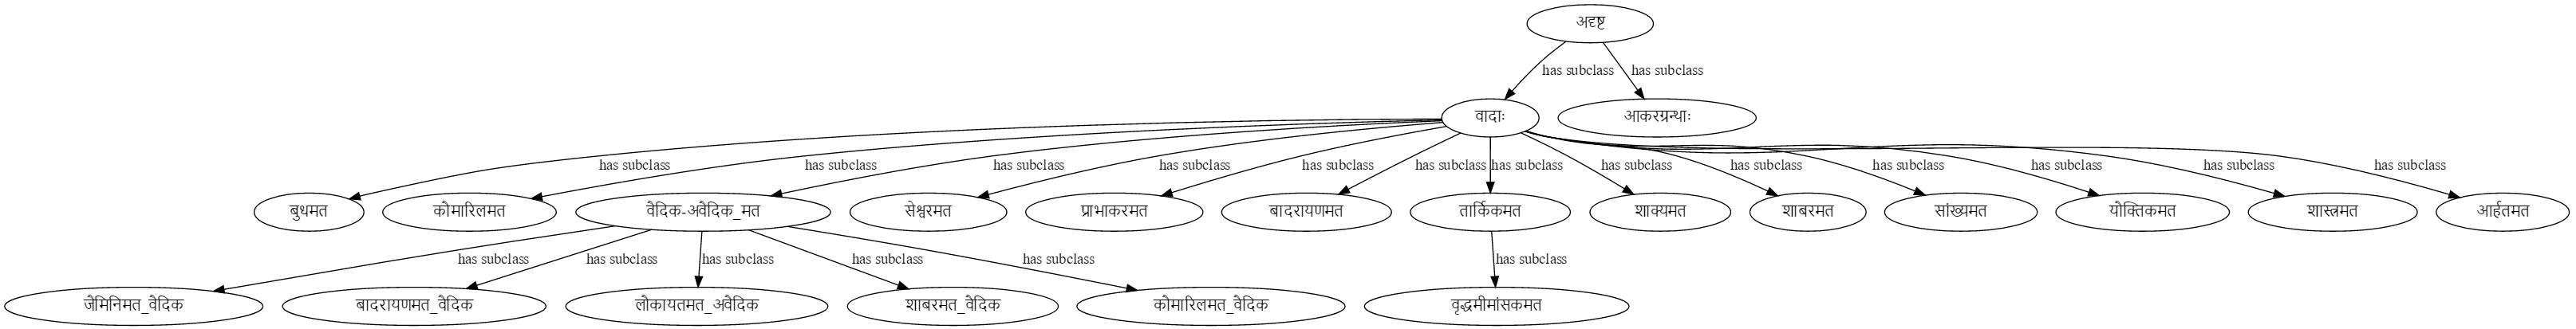 अदृष्ट
has subclass has subclass
वादाः आकरग्रन्थाः
has subclass has subclass has subclass has subclass has subclass has subclass has subclass has subclass has subclass has subclass has subclass has subclass has subclass
बुधमत कौमारिलमत वैदिक-अवैदिक_मत सेश्वरमत प्राभाकरमत बादरायणमत तार्किकमत शाक्यमत शाबरमत सांख्यमत यौक्तिकमत शास्त्रमत आर्हतमत
has subclass has subclass has subclass has subclass has subclass has subclass
जैमिनिमत_वैदिक बादरायणमत_वैदिक लौकायतमत_अवैदिक शाबरमत_वैदिक कौमारिलमत_वैदिक वृद्धमीमांसकमत